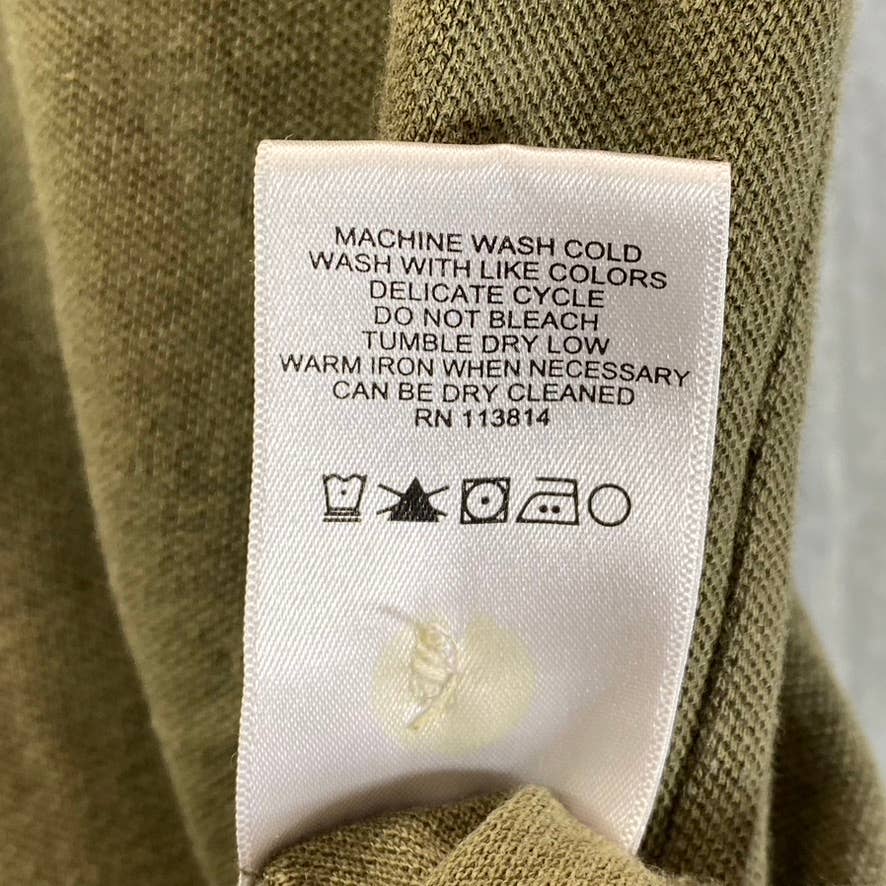 MACHINE WASH COLD
WASH WITH LIKE COLORS
DELICATE CYCLE
DO NOT BLEACH
TUMBLE DRY LOW
WARM IRON WHEN NECESSARY
CAN BE DRY CLEANED
RN 113814